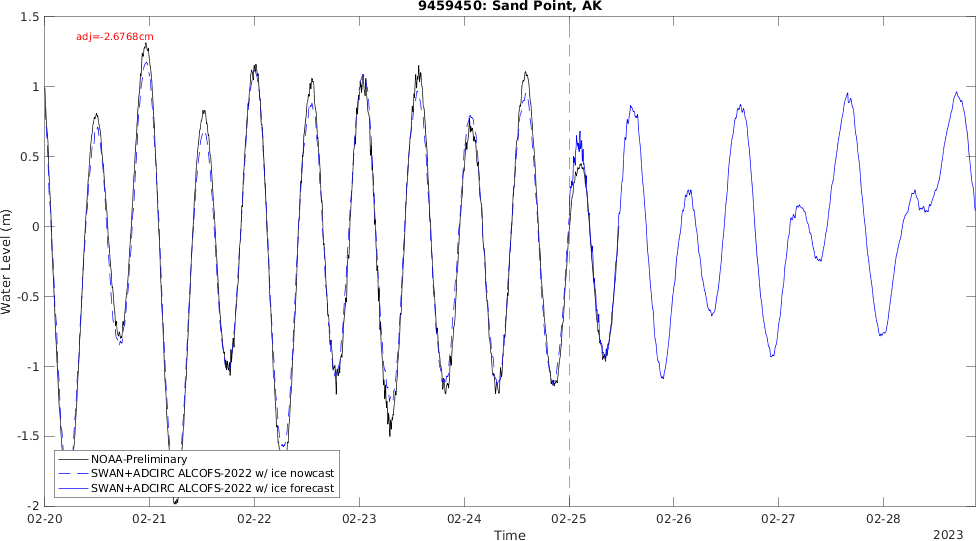 9459450: Sand Point, AK
adj=-2.6768cm
Water Level (m)
1.5
1
0.5
0
-0.5
-1
-1.5
-2
NOAA-Preliminary
SWAN+ADCIRC ALCOFS-2022 w/ ice nowcast
SWAN+ADCIRC ALCOFS-2022 w/ ice forecast
02-20 02-21 02-22 02-23 02-24 02-25 02-26 02-27 02-28
Time
2023